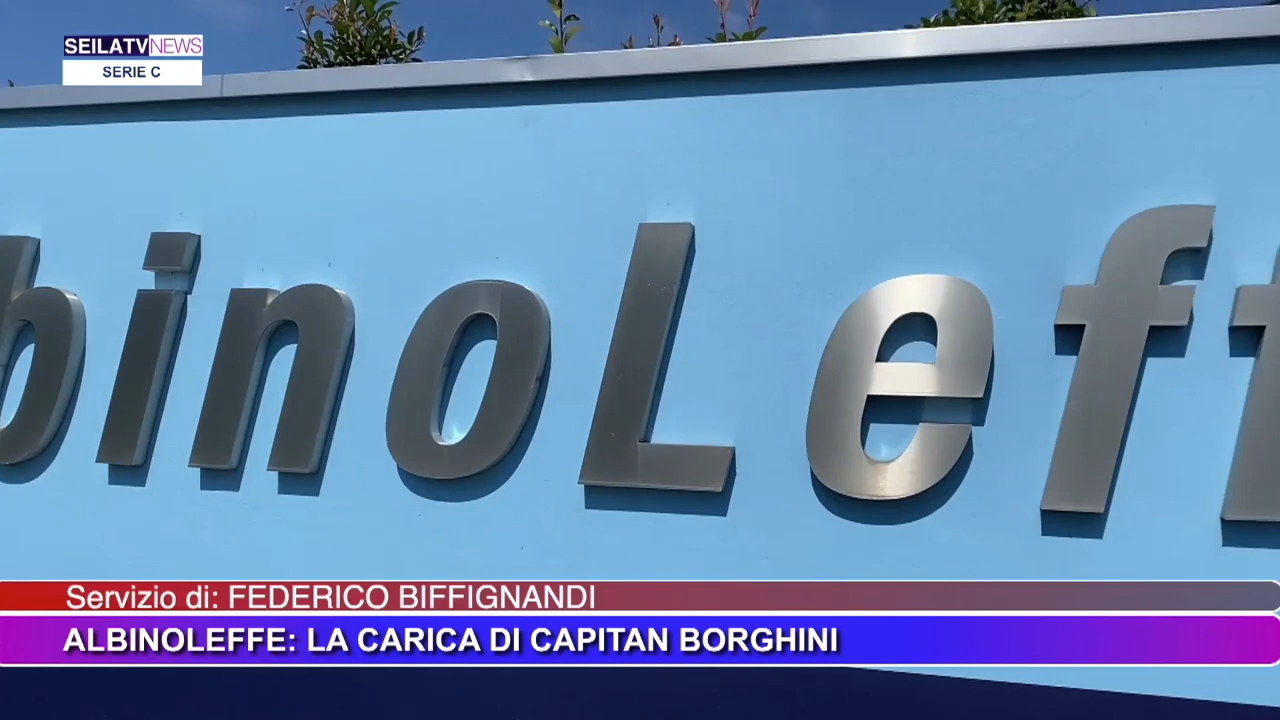 SEILATVNEWS
SERIE C
binoLeff
Servizio di: FEDERICO BIFFIGNANDI
ALBINOLEFFE: LA CARICA DI CAPITAN BORGHINI